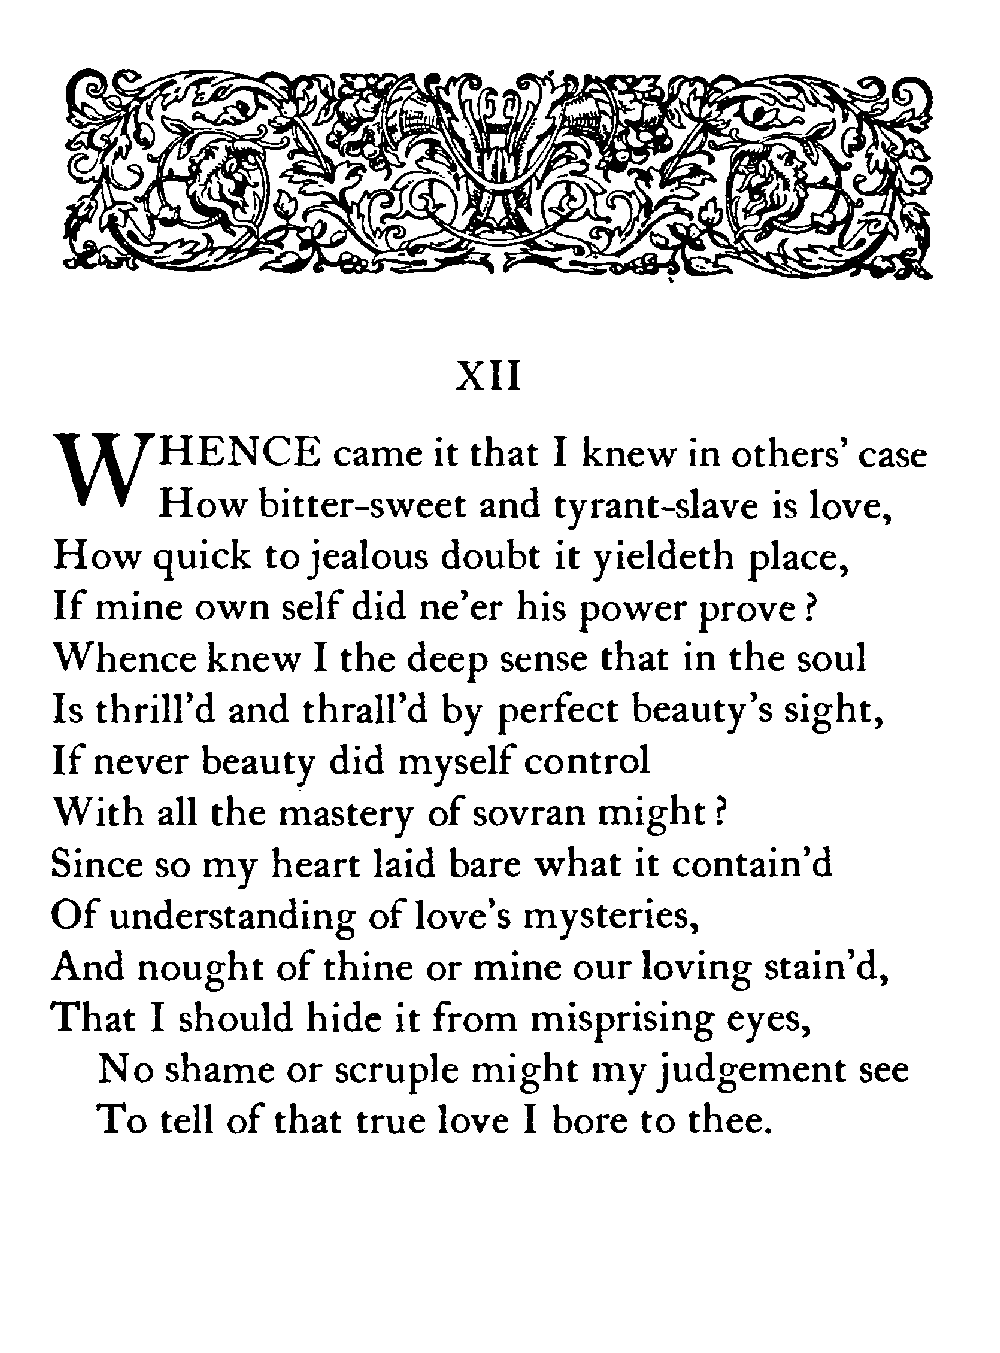 XII
WHENCE came it that I knew in others’ case
How bitter-sweet and tyrant-slave is love,
How quick to jealous doubt it yieldeth place,
If mine own self did ne’er his power prove?
Whence knew I the deep sense that in the soul
Is thrill’d and thrall’d by perfect beauty’s sight,
If never beauty did myself control
With all the mastery of sovran might?
Since so my heart laid bare what it contain’d
Of understanding of love’s mysteries,
And nought of thine or mine our loving stain’d,
That I should hide it from misprising eyes,
No shame or scruple might my judgement see
To tell of that true love I bore to thee.